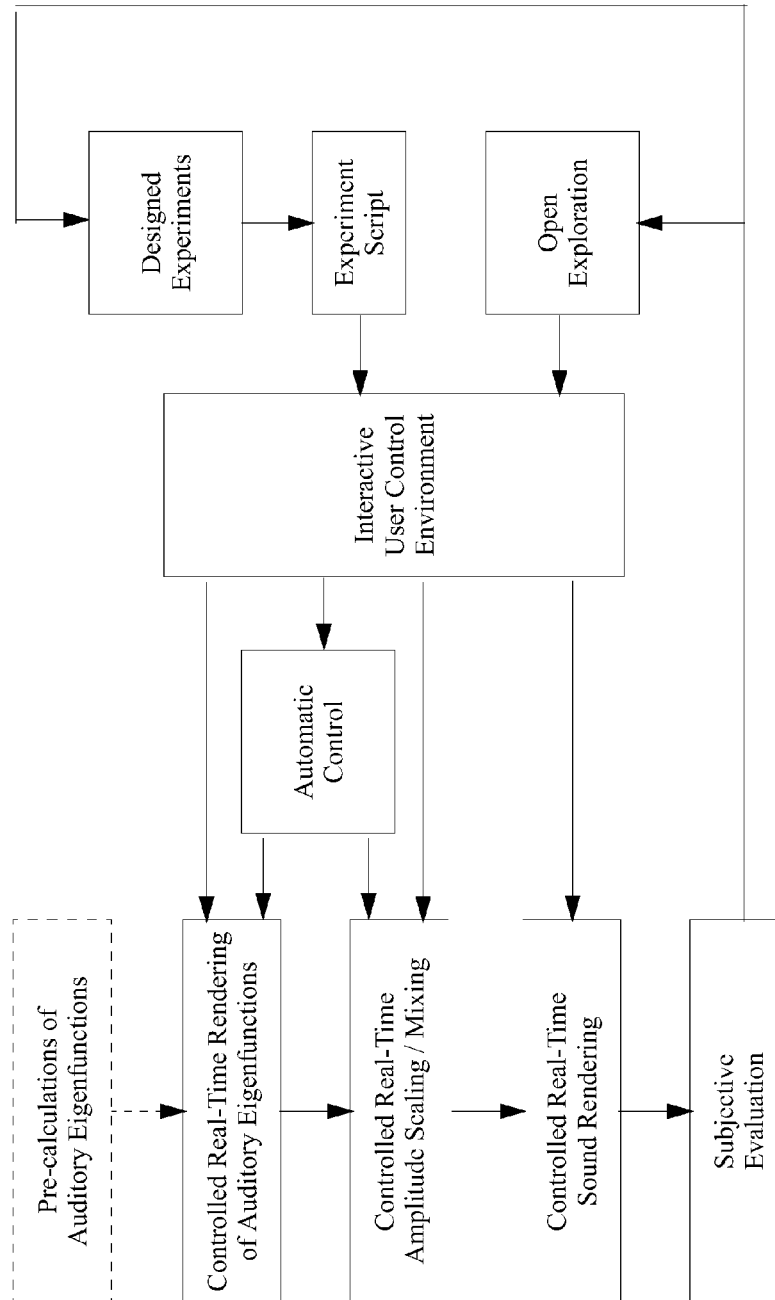 Designed
Experiments
Experiment
Script
Open
Exploration
Interactive
User Control
Environment
Automatic
Control
Pre-calculations of
Auditory Eigenfunctions
Controlled Real-Time Rendering
of Auditory Eigenfunctions
Controlled Real-Time
Amplitude Scaling / Mixing
Controlled Real-Time
Sound Rendering
Subjective
Evaluation